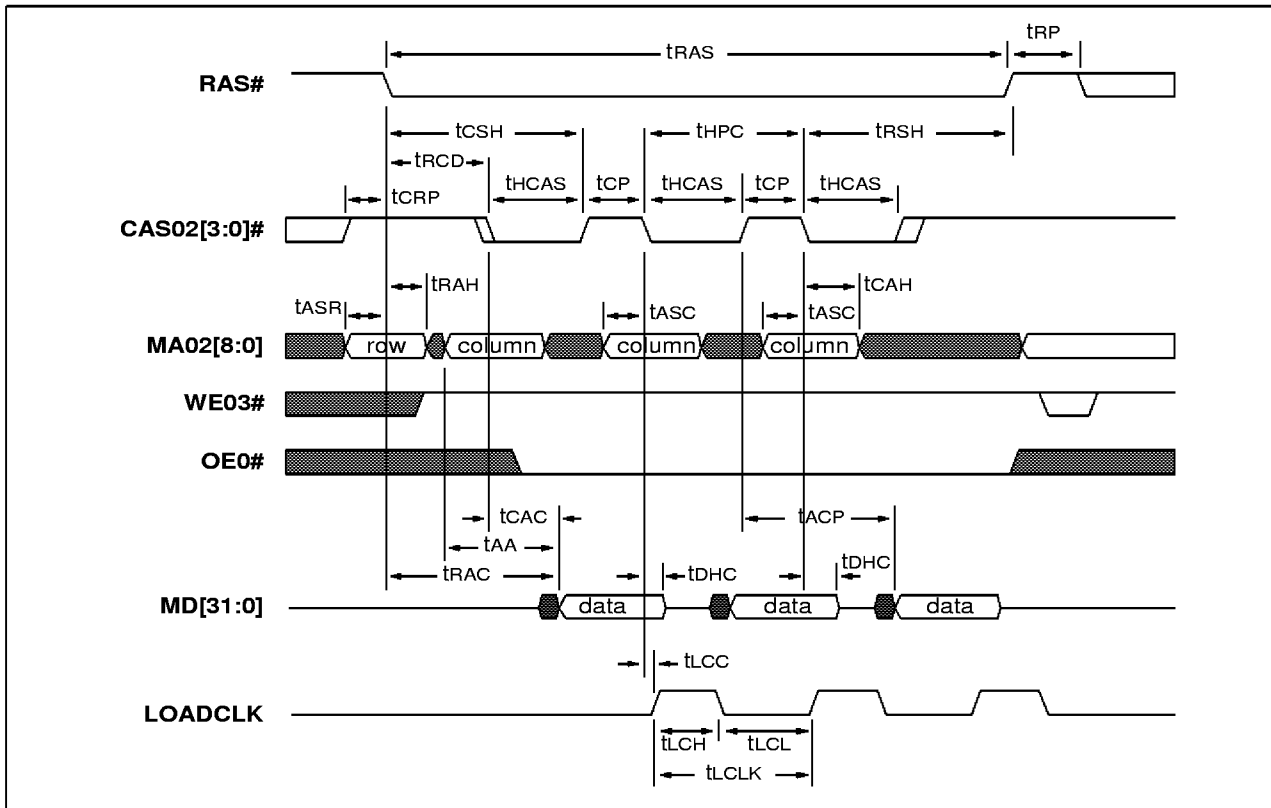 tRAS
tRP
RAS#
tCSH
tHPC
tRSH
tRCD
tHCAS
tCP
tHCAS
tCP
tHCAS
tCRP
CAS02[3:0]#
tRAH
tCAH
tASR
tASC
tASC
MA02[8:0]
row
column
column
column
WE03#
OE0#
tCAC
tACP
tAA
tRAC
tDHC
tDHC
MD[31:0]
data
data
data
tLCC
LOADCLK
tLCH
tLCL
tLCLK